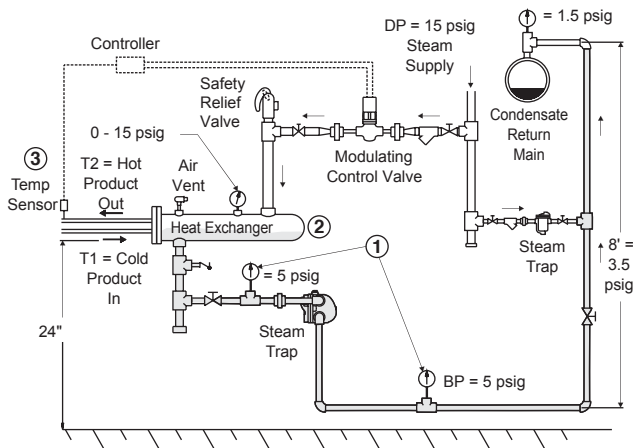 = 1.5 psig
DP = 15 psig
Steam
Supply
Controller
Safety
Relief
Valve
Condensate
Return
Main
0 - 15 psig
Modulating
Control Valve
3
Temp
Sensor
T2 = Hot
Product
Out
Air
Vent
Heat Exchanger
2
Steam
Trap
T1 = Cold
Product
In
1
= 5 psig
8' =
3.5
psig
24"
Steam
Trap
BP = 5 psig